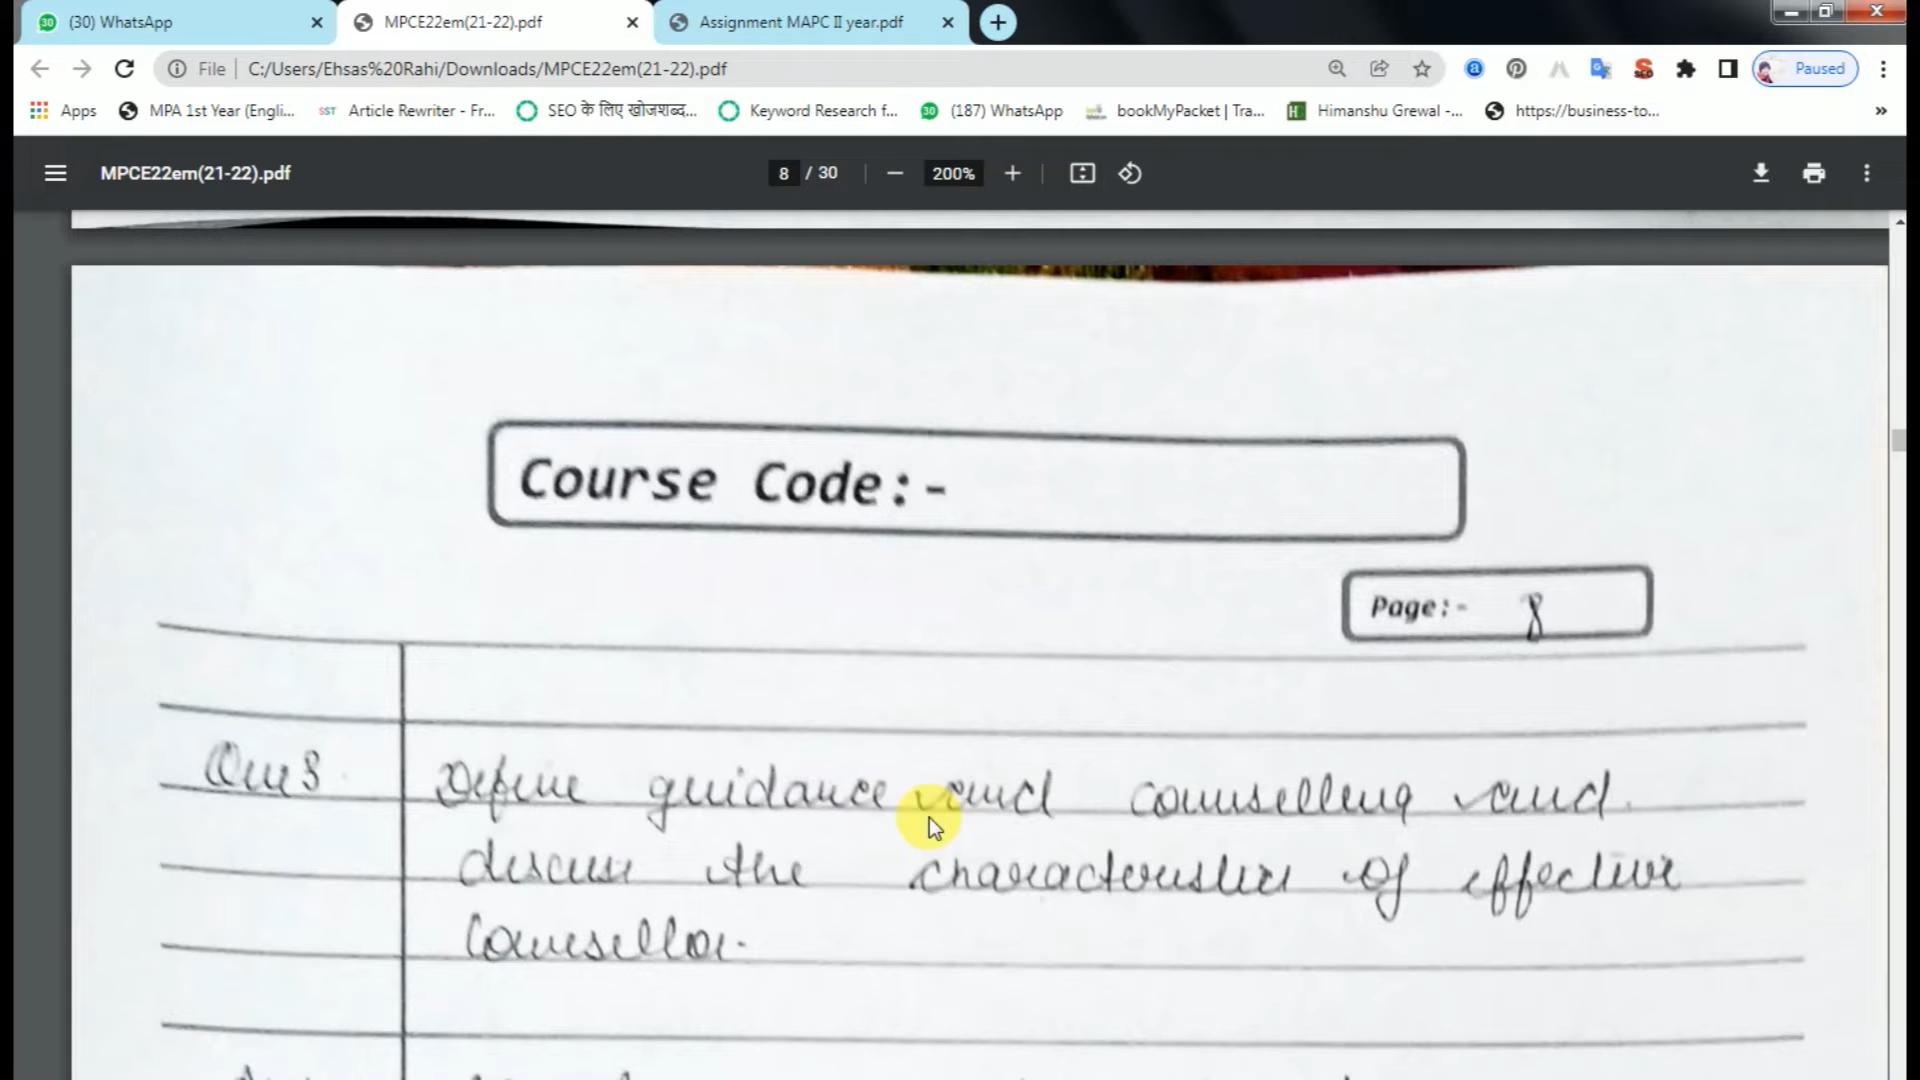 (30) WhatsApp
MPCE22em(21-22).pdf
Assignment MAPC II year.pdf
File
C:/Users/Ehsas%20Rahi/Downloads/MPCE22em(21-22).pdf
Paused
Apps
MPA 1st Year (Engli...
SST Article Rewriter - Fr...
SEO के लिए खोजशब्द...
Keyword Research f...
(187) WhatsApp
bookMyPacket | Tra...
Himanshu Grewal -...
https://business-to...
MPCE22em(21-22).pdf
8 / 30
200%
Course Code:-
Page:- 8
Que 3 Define guidance and counselling and
discuss the characteristics of effective
Counsellor.